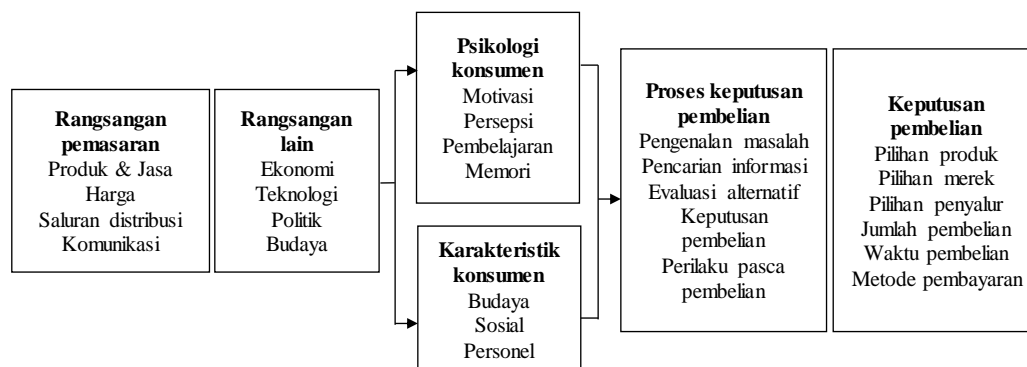 Rangsangan
pemasaran
Produk & Jasa
Harga
Saluran distribusi
Komunikasi
Rangsangan
lain
Ekonomi
Teknologi
Politik
Budaya
Psikologi
konsumen
Motivasi
Persepsi
Pembelajaran
Memori
Karakteristik
konsumen
Budaya
Sosial
Personel
Proses keputusan
pembelian
Pengenalan masalah
Pencarian informasi
Evaluasi alternatif
Keputusan
pembelian
Perilaku pasca
pembelian
Keputusan
pembelian
Pilihan produk
Pilihan merek
Pilihan penyalur
Jumlah pembelian
Waktu pembelian
Metode pembayaran